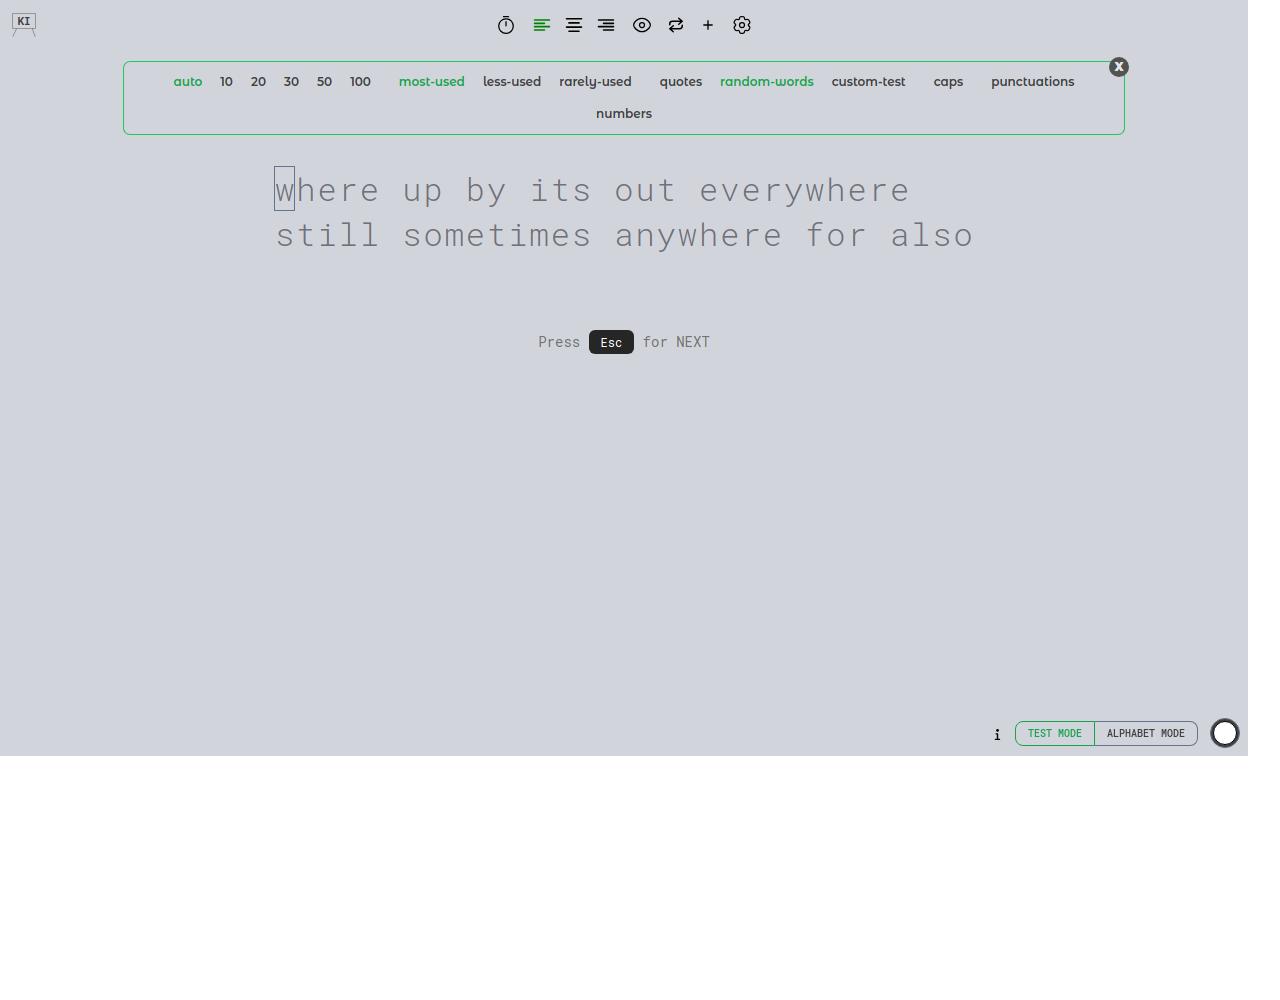 KI
auto 10 20 30 50 100 most-used less-used rarely-used quotes random-words custom-test caps punctuations
X
numbers
where up by its out everywhere
still sometimes anywhere for also
Press Esc for NEXT
i TEST MODE ALPHABET MODE